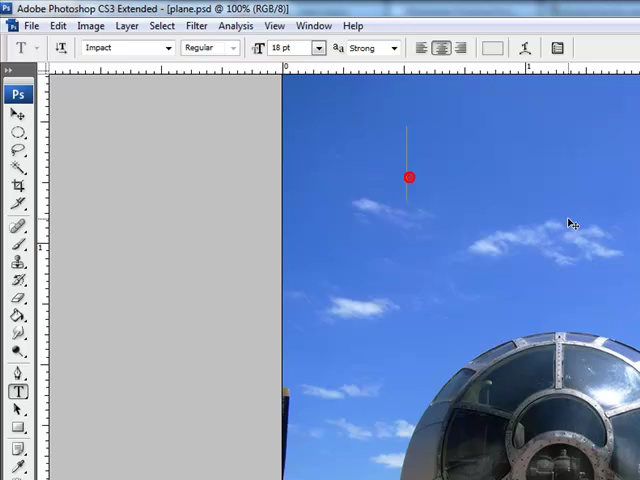 Ps Adobe Photoshop CS3 Extended - [plane.psd @ 100% (RGB/8)]
File Edit Image Layer Select Filter Analysis View Window Help
T Impact Regular T 18 pt aa Strong
0 1
Ps
1
T